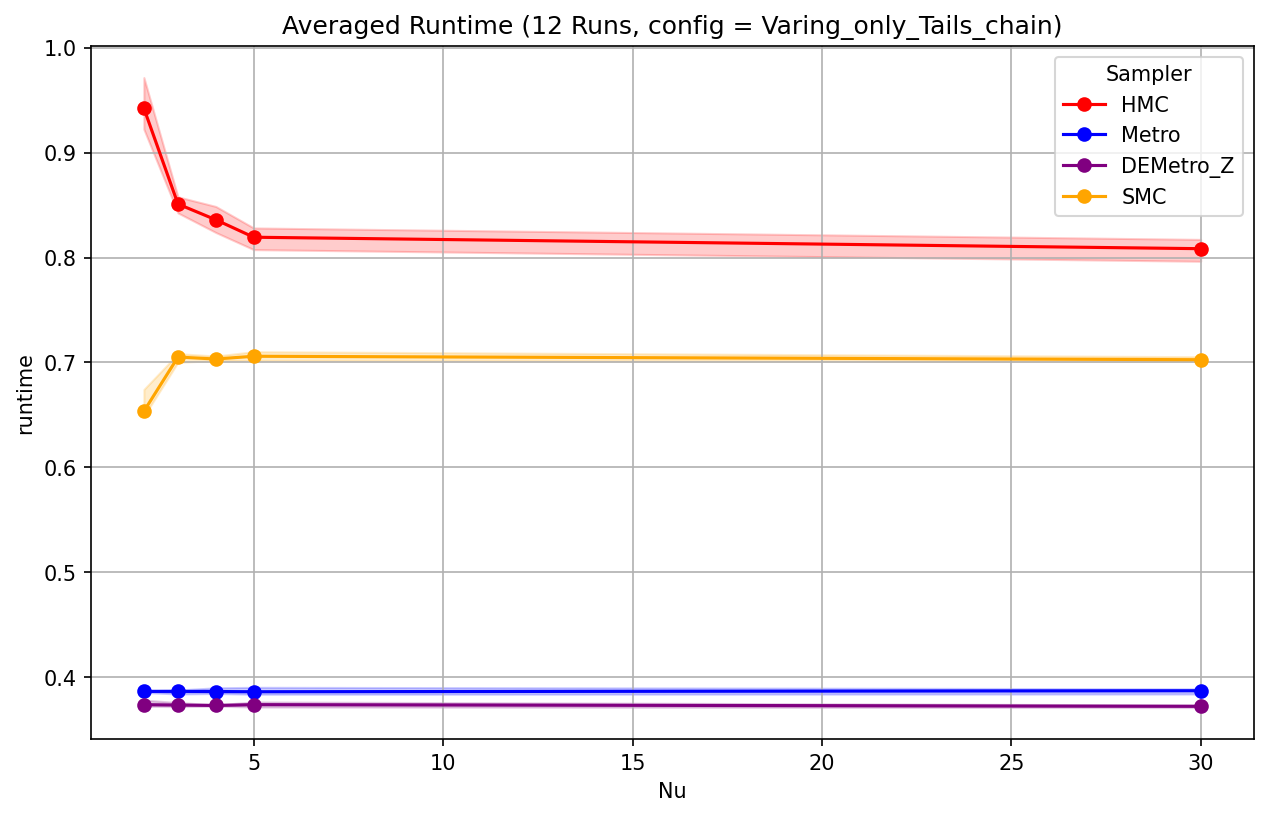 Averaged Runtime (12 Runs, config = Varing_only_Tails_chain)
Sampler
HMC
Metro
DEMetro_Z
SMC
runtime
1.0
0.9
0.8
0.7
0.6
0.5
0.4
5
10
15
20
25
30
Nu